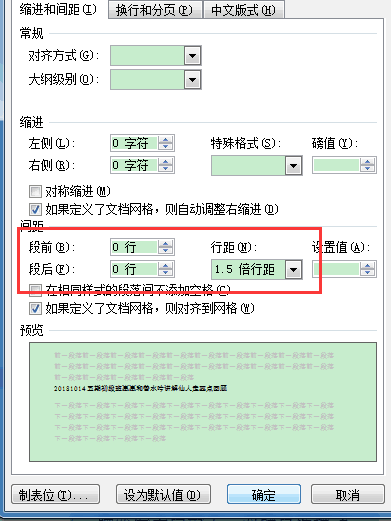 缩进和间距(I) 换行和分页(P) 中文版式(H)
常规
对齐方式(G):
大纲级别(O):
缩进
左侧(L): 0 字符 特殊格式(S): 磅值(Y):
右侧(R): 0 字符
对称缩进(M)
如果定义了文档网格，则自动调整右缩进(D)
间距
段前(B): 0 行 行距(N): 设置值(A):
段后(F): 0 行 1.5 倍行距
在相同样式的段落间不添加空格(C)
如果定义了文档网格，则对齐到网格(W)
预览
前一段落前一段落前一段落前一段落前一段落前一段落前一段落
前一段落前一段落前一段落前一段落前一段落前一段落前一段落
前一段落前一段落前一段落
下一段落下一段落下一段落下一段落下一段落下一段落下一段落
下一段落下一段落下一段落下一段落下一段落下一段落下一段落
下一段落下一段落下一段落下一段落下一段落下一段落下一段落
下一段落下一段落下一段落
制表位(T)... 设为默认值(D) 确定 取消